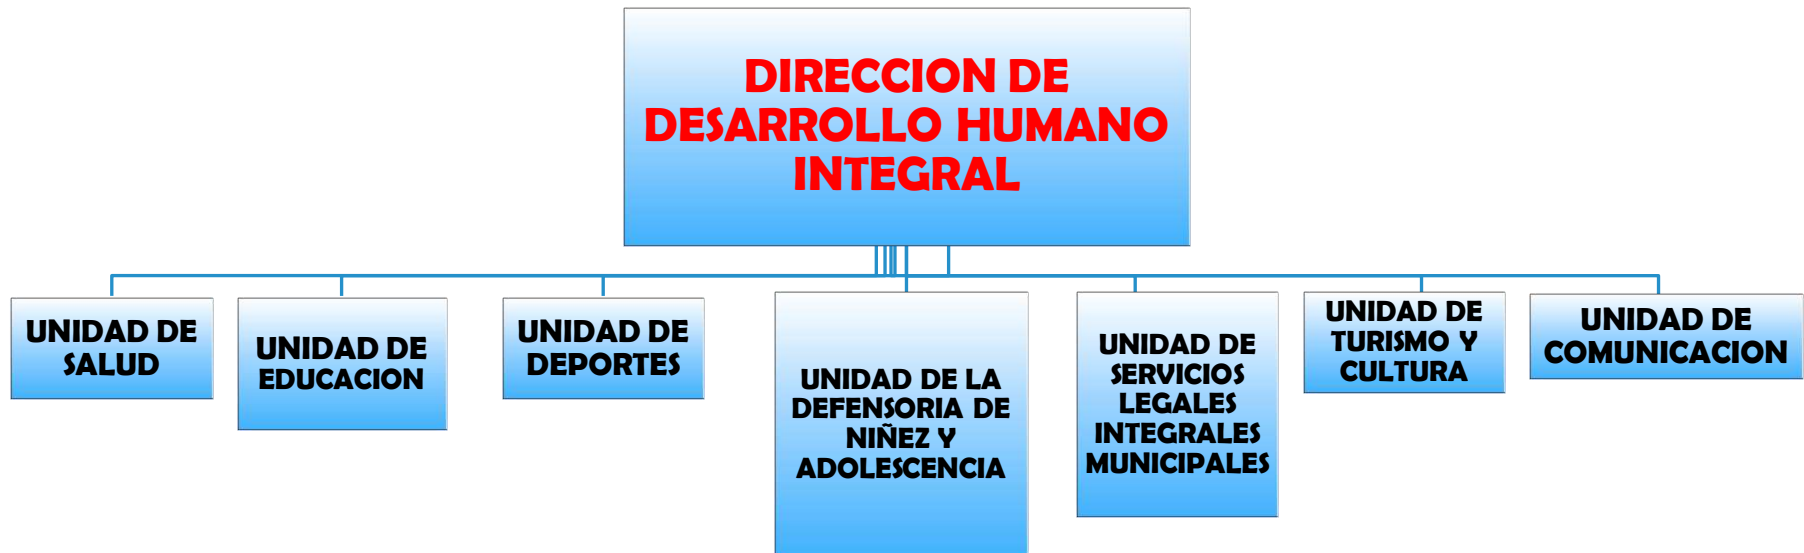 DIRECCION DE
DESARROLLO HUMANO
INTEGRAL
UNIDAD DE
SALUD
UNIDAD DE
EDUCACION
UNIDAD DE
DEPORTES
UNIDAD DE LA
DEFENSORIA DE
NIÑEZ Y
ADOLESCENCIA
UNIDAD DE
SERVICIOS
LEGALES
INTEGRALES
MUNICIPALES
UNIDAD DE
TURISMO Y
CULTURA
UNIDAD DE
COMUNICACION